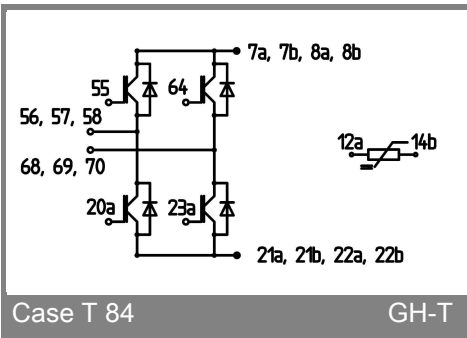 7a, 7b, 8a, 8b
55
64
56, 57, 58
12a
14b
68, 69, 70
20a
23a
21a, 21b, 22a, 22b
Case T 84
GH-T